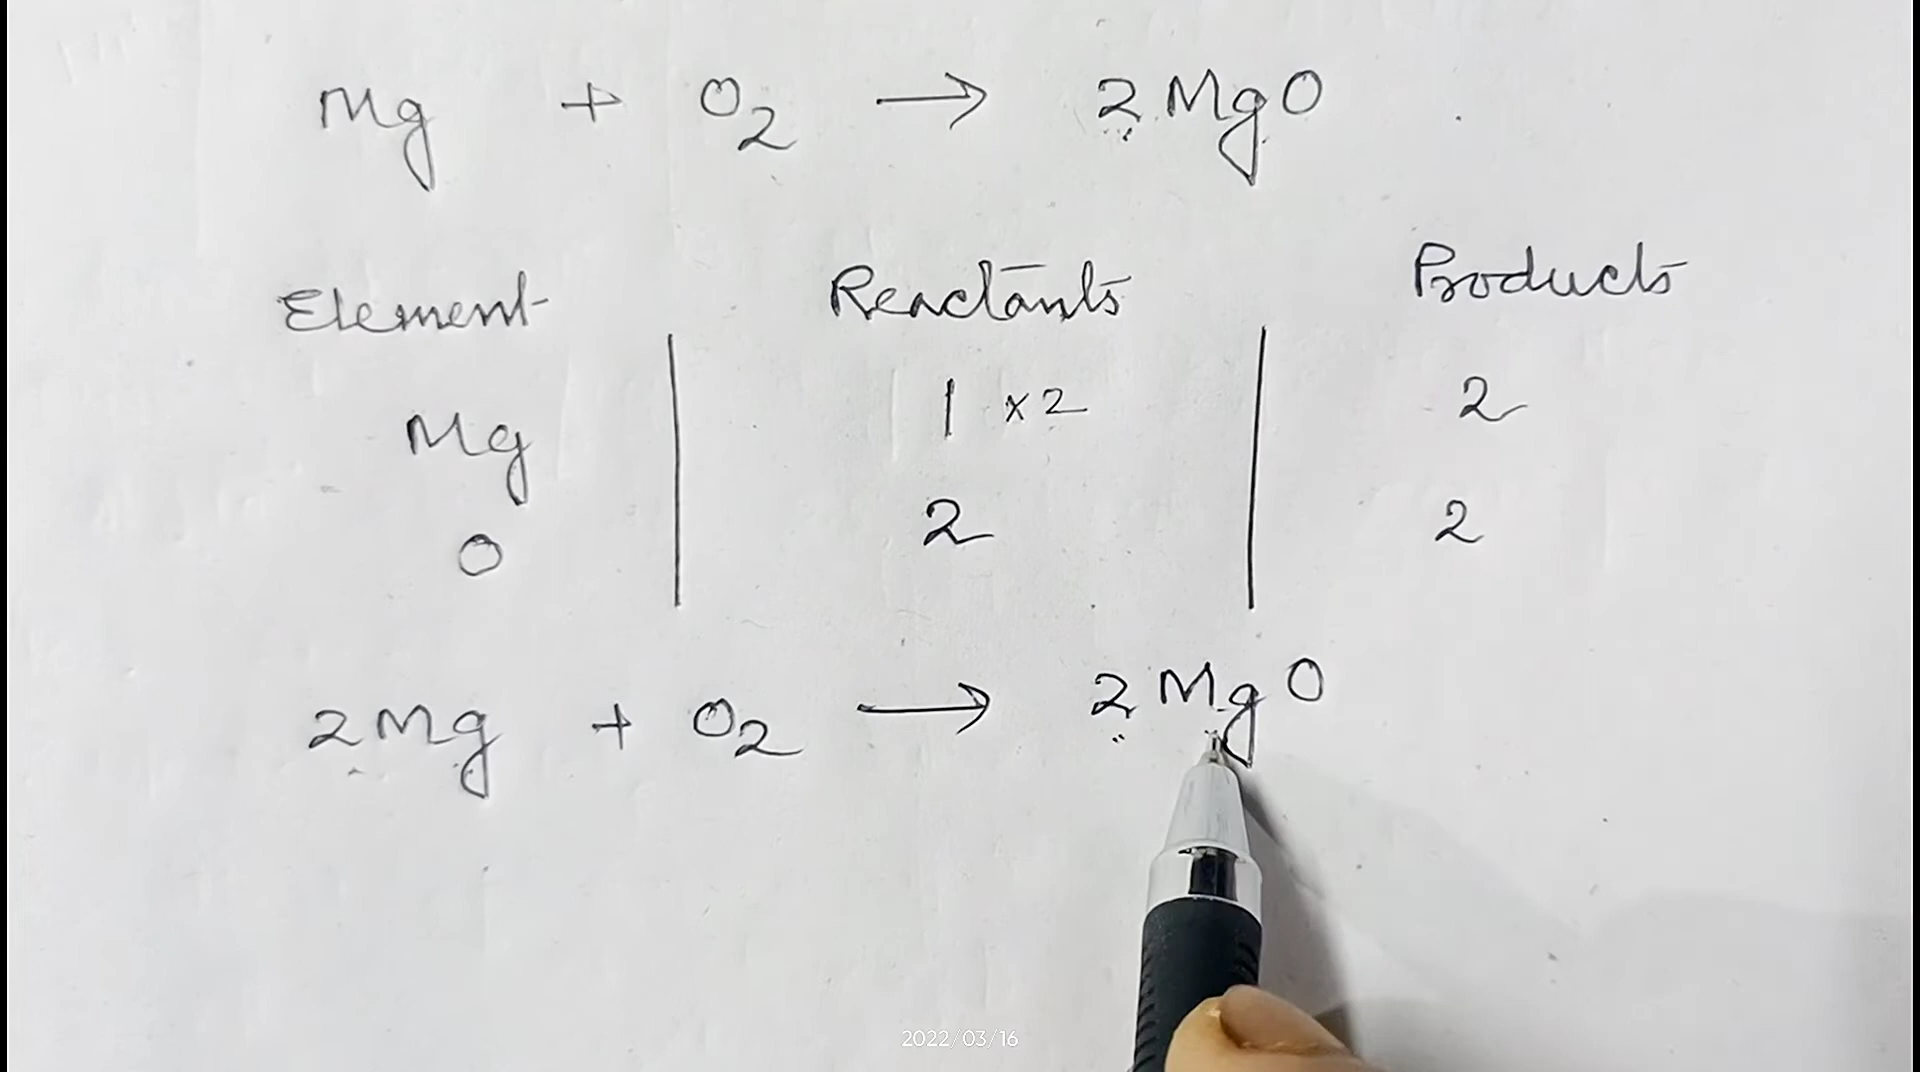 Mg + O₂ → 2MgO
Element Reactants Products
Mg 1 ×2 2
O 2 2
2Mg + O₂ → 2MgO
2022/03/16